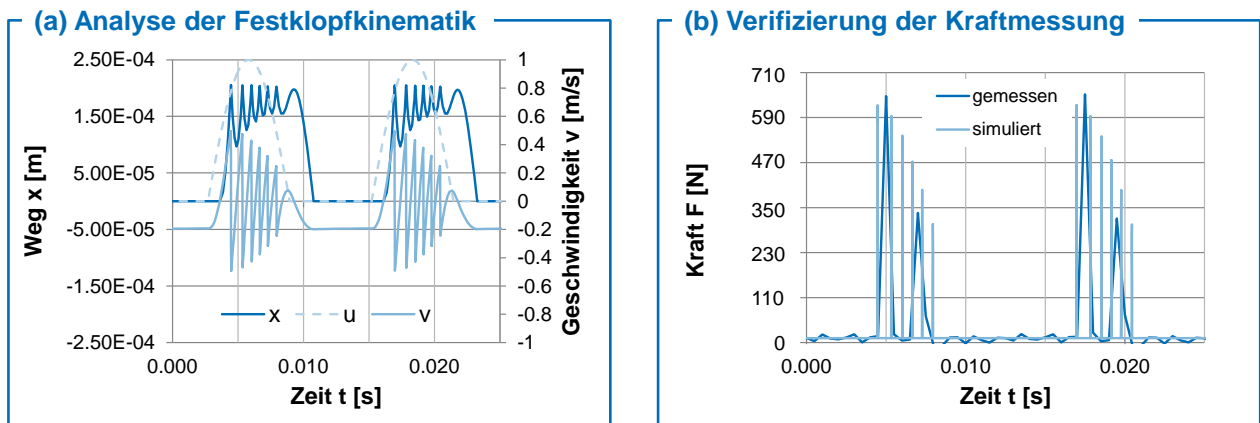 (a) Analyse der Festklopfkinematik
2.50E-04
1.50E-04
5.00E-05
-5.00E-05
-1.50E-04
-2.50E-04
Weg x [m]
1
0.8
0.6
0.4
0.2
0
-0.2
-0.4
-0.6
-0.8
-1
Geschwindigkeit v [m/s]
x u v
0.000 0.010 0.020
Zeit t [s]
(b) Verifizierung der Kraftmessung
710
590
470
350
230
110
0
Kraft F [N]
gemessen
simuliert
0.000 0.010 0.020
Zeit t [s]